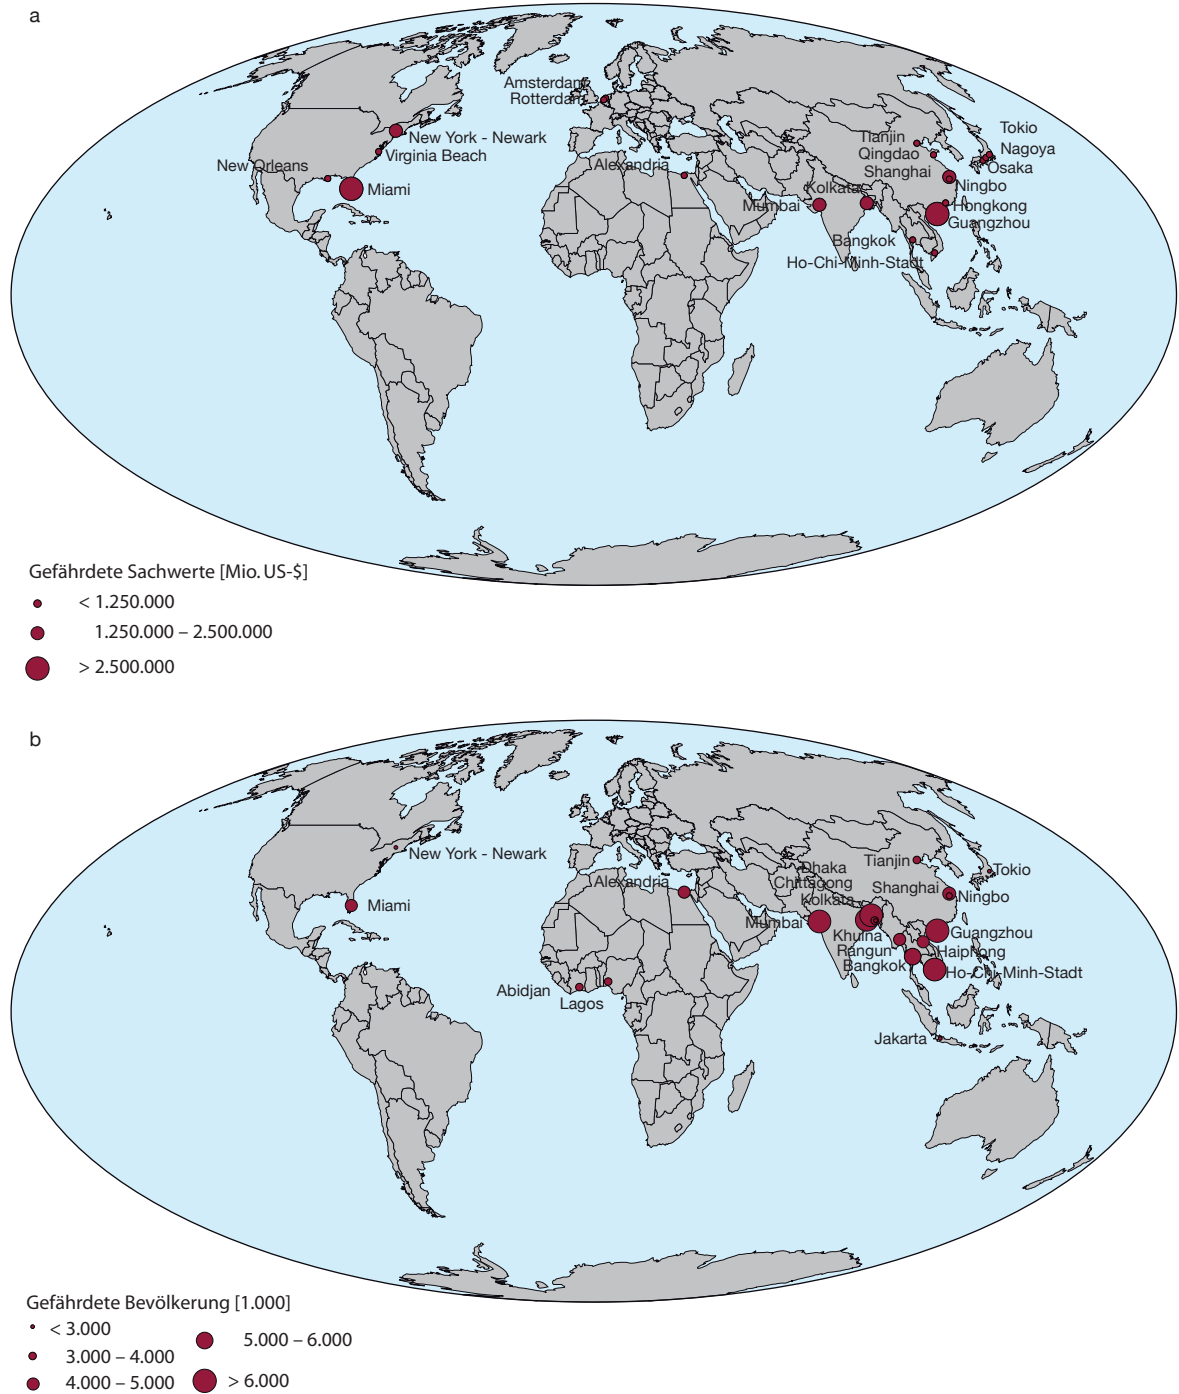 a
Amsterdam
Rotterdam
New York - Newark
Virginia Beach
New Orleans
Miami
Alexandria
Kolkata
Mumbai
Tianjin
Qingdao
Shanghai
Tokio
Nagoya
Osaka
Ningbo
Hongkong
Guangzhou
Bangkok
Ho-Chi-Minh-Stadt
Gefährdete Sachwerte [Mio. US-$]
< 1.250.000
1.250.000 – 2.500.000
> 2.500.000
b
New York - Newark
Miami
Alexandria
Abidjan
Lagos
Dhaka
Chittagong
Kolkata
Mumbai
Khulna
Rangun
Bangkok
Tianjin
Shanghai
Tokio
Ningbo
Guangzhou
Haiphong
Ho-Chi-Minh-Stadt
Jakarta
Gefährdete Bevölkerung [1.000]
< 3.000
3.000 – 4.000
4.000 – 5.000
5.000 – 6.000
> 6.000